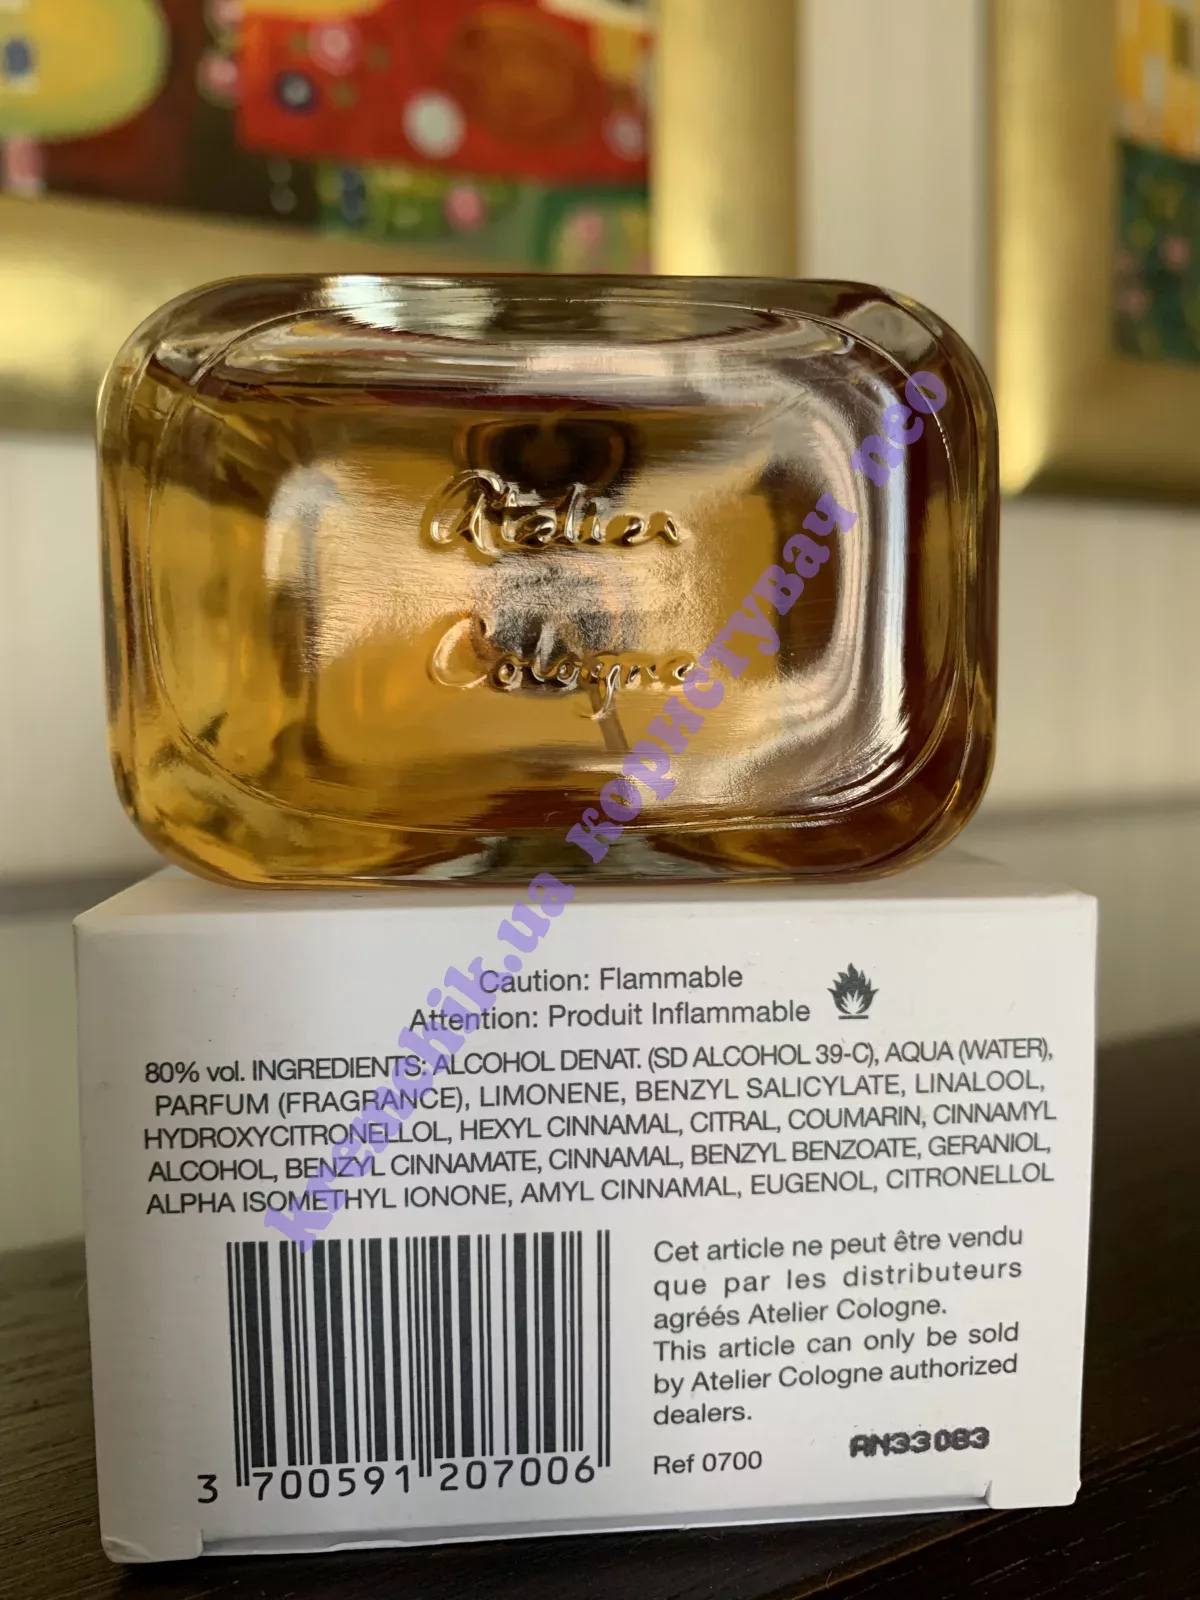 Atelier
Cologne
kremchik.ua користувач neo
Caution: Flammable
Attention: Produit Inflammable
80% vol. INGREDIENTS: ALCOHOL DENAT. (SD ALCOHOL 39-C), AQUA (WATER),
PARFUM (FRAGRANCE), LIMONENE, BENZYL SALICYLATE, LINALOOL,
HYDROXYCITRONELLOL, HEXYL CINNAMAL, CITRAL, COUMARIN, CINNAMYL
ALCOHOL, BENZYL CINNAMATE, CINNAMAL, BENZYL BENZOATE, GERANIOL,
ALPHA ISOMETHYL IONONE, AMYL CINNAMAL, EUGENOL, CITRONELLOL
Cet article ne peut être vendu
que par les distributeurs
agréés Atelier Cologne.
This article can only be sold
by Atelier Cologne authorized
dealers.
Ref 0700
AN33083
3 700591 207006